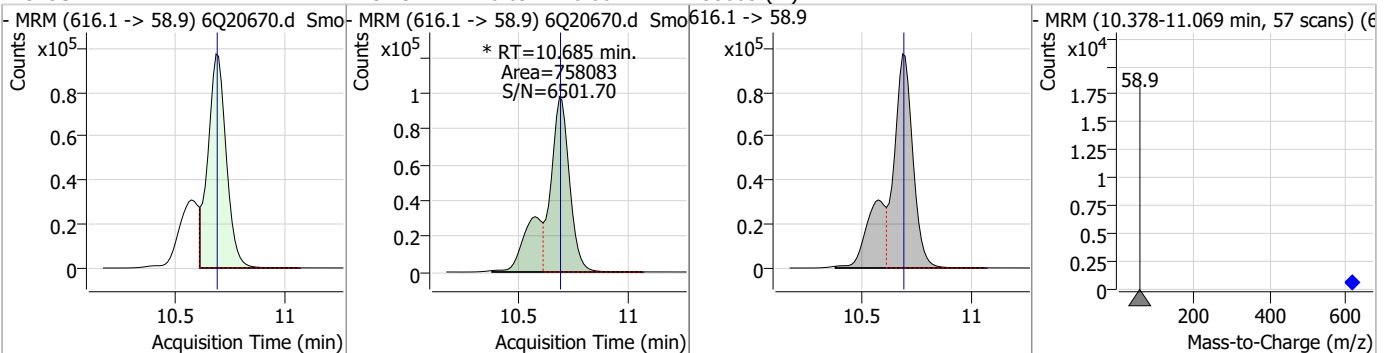 - MRM (616.1 -> 58.9) 6Q20670.d Smo
Counts
x10⁵
0.8
0.6
0.4
0.2
0
10.5
11
Acquisition Time (min)
- MRM (616.1 -> 58.9) 6Q20670.d Smo
Counts
x10⁵
* RT=10.685 min.
Area=758083
S/N=6501.70
1
0.8
0.6
0.4
0.2
0
10.5
11
Acquisition Time (min)
616.1 -> 58.9
x10⁵
0.8
0.6
0.4
0.2
0
10.5
11
- MRM (10.378-11.069 min, 57 scans) (6
Counts
x10⁴
58.9
1.75
1.5
1.25
1
0.75
0.5
0.25
0
200
400
600
Mass-to-Charge (m/z)